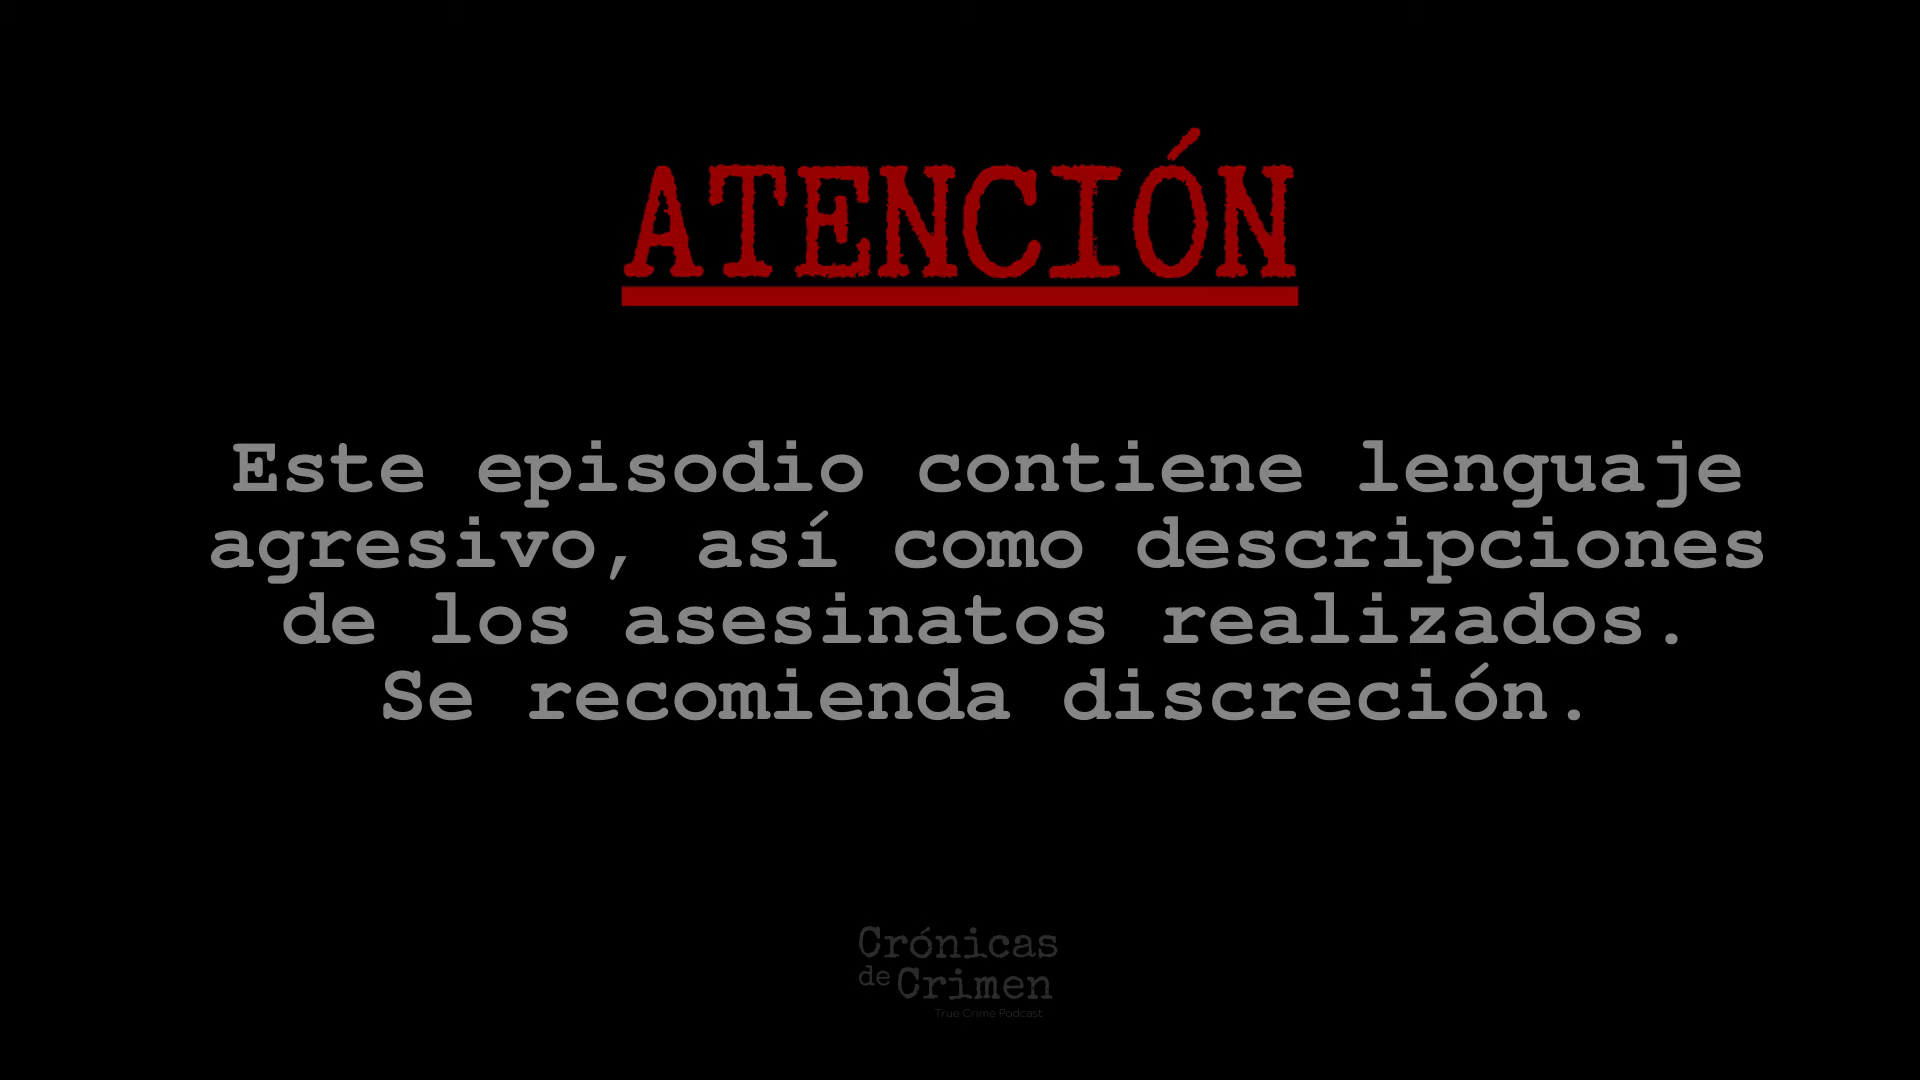 ATENCIÓN
Este episodio contiene lenguaje
agresivo, así como descripciones
de los asesinatos realizados.
Se recomienda discreción.
Crónicas
de Crimen
True Crime Podcast